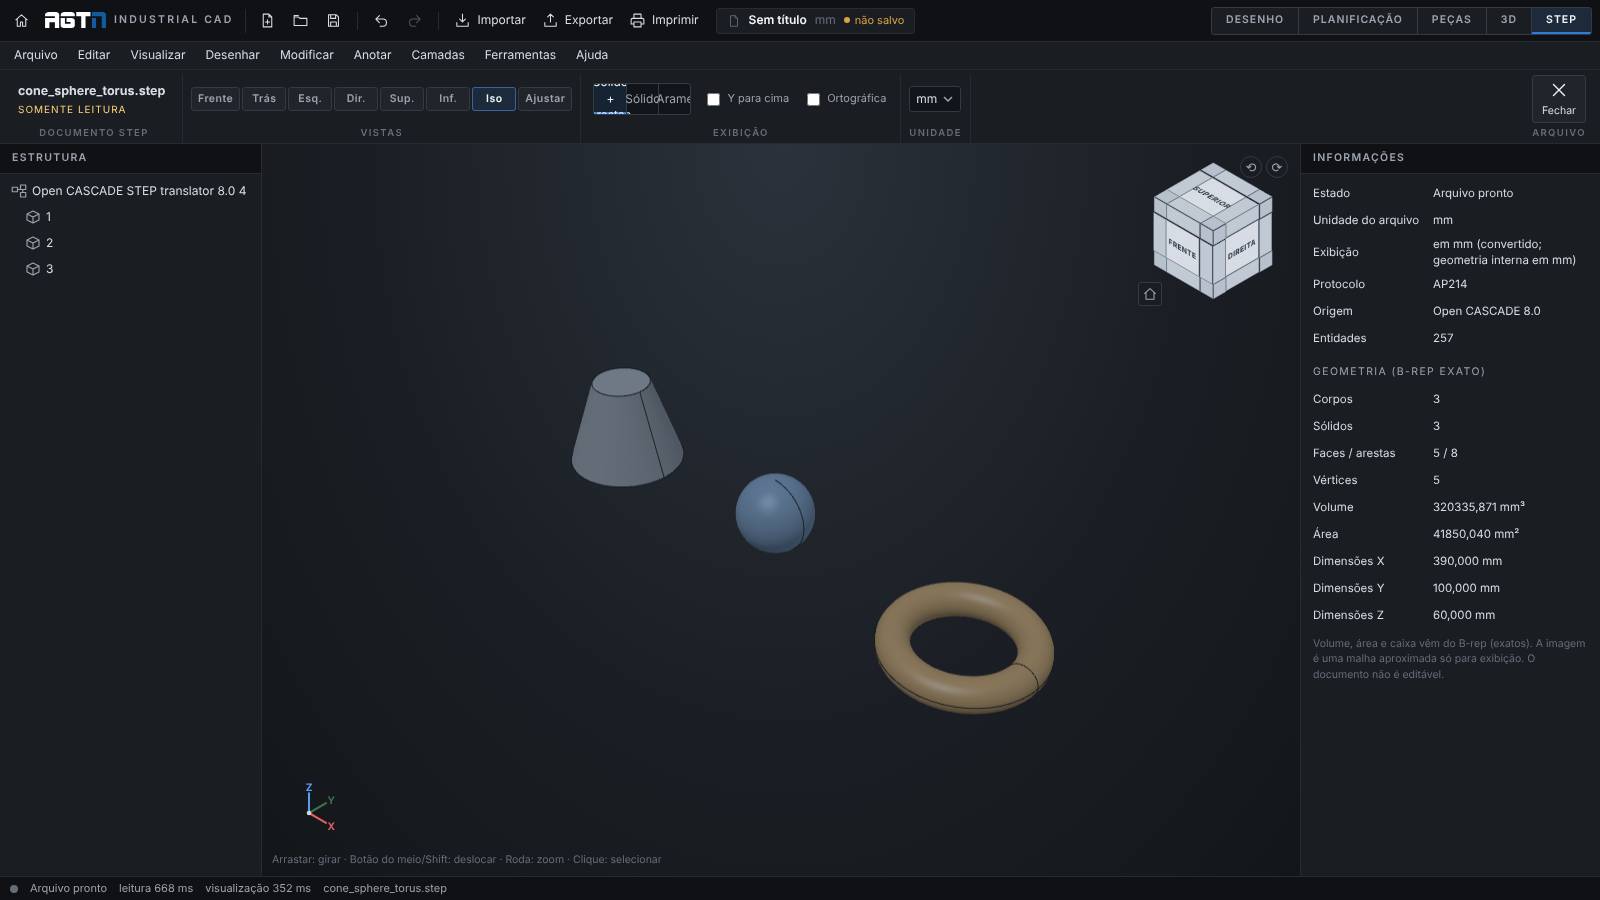 AGTM INDUSTRIAL CAD
Importar
Exportar
Imprimir
Sem título mm não salvo
DESENHO PLANIFICAÇÃO PEÇAS 3D STEP
Arquivo Editar Visualizar Desenhar Modificar Anotar Camadas Ferramentas Ajuda
cone_sphere_torus.step
SOMENTE LEITURA
DOCUMENTO STEP
Frente Trás Esq. Dir. Sup. Inf. Iso Ajustar
VISTAS
+
Sólido Arame
Y para cima
Ortográfica
EXIBIÇÃO
mm
UNIDADE
Fechar
ARQUIVO
ESTRUTURA
Open CASCADE STEP translator 8.0 4
1
2
3
SUPERIOR
FRENTE
DIREITA
Z
Y
X
Arrastar: girar · Botão do meio/Shift: deslocar · Roda: zoom · Clique: selecionar
INFORMAÇÕES
Estado Arquivo pronto
Unidade do arquivo mm
Exibição em mm (convertido;
geometria interna em mm)
Protocolo AP214
Origem Open CASCADE 8.0
Entidades 257
GEOMETRIA (B-REP EXATO)
Corpos 3
Sólidos 3
Faces / arestas 5 / 8
Vértices 5
Volume 320335,871 mm³
Área 41850,040 mm²
Dimensões X 390,000 mm
Dimensões Y 100,000 mm
Dimensões Z 60,000 mm
Volume, área e caixa vêm do B-rep (exatos). A imagem
é uma malha aproximada só para exibição. O
documento não é editável.
Arquivo pronto leitura 668 ms visualização 352 ms cone_sphere_torus.step